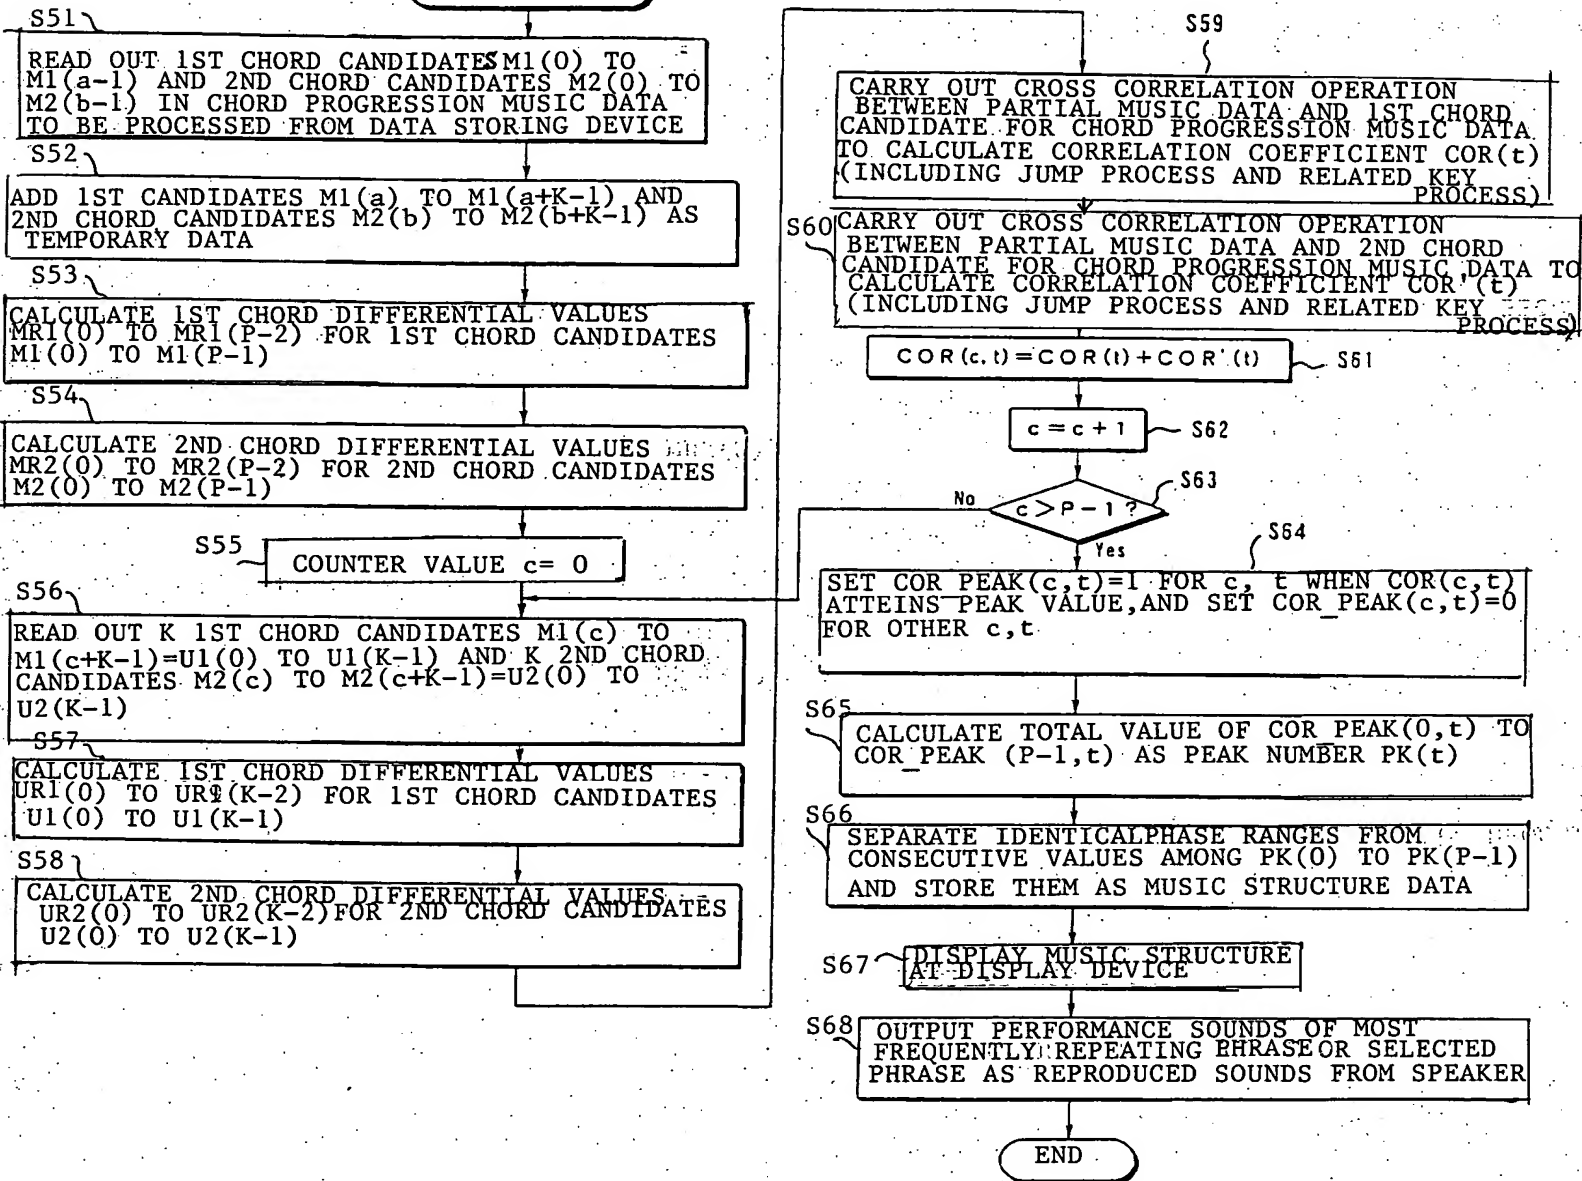 S51
READ OUT 1ST CHORD CANDIDATES M1(0) TO
M1(a-1) AND 2ND CHORD CANDIDATES M2(0) TO
M2(b-1) IN CHORD PROGRESSION MUSIC DATA
TO BE PROCESSED FROM DATA STORING DEVICE
S52
ADD 1ST CANDIDATES M1(a) TO M1(a+K-1) AND
2ND CHORD CANDIDATES M2(b) TO M2(b+K-1) AS
TEMPORARY DATA
S53
CALCULATE 1ST CHORD DIFFERENTIAL VALUES
MR1(0) TO MR1(P-2) FOR 1ST CHORD CANDIDATES
M1(0) TO M1(P-1)
S54
CALCULATE 2ND CHORD DIFFERENTIAL VALUES
MR2(0) TO MR2(P-2) FOR 2ND CHORD CANDIDATES
M2(0) TO M2(P-1)
S55
COUNTER VALUE c= 0
S56
READ OUT K 1ST CHORD CANDIDATES M1(c) TO
M1(c+K-1)=U1(0) TO U1(K-1) AND K 2ND CHORD
CANDIDATES M2(c) TO M2(c+K-1)=U2(0) TO
U2(K-1)
S57
CALCULATE 1ST CHORD DIFFERENTIAL VALUES
UR1(0) TO (K-2) FOR 1ST CHORD CANDIDATES
U1(0) TO U1(K-1)
S58
CALCULATE 2ND CHORD DIFFERENTIAL VALUES
UR2(0) TO UR2(K-2) FOR 2ND CHORD CANDIDATES
U2(0) TO U2(K-1)
S59
CARRY OUT CROSS CORRELATION OPERATION
BETWEEN PARTIAL MUSIC DATA AND 1ST CHORD
CANDIDATE FOR CHORD PROGRESSION MUSIC DATA
TO CALCULATE CORRELATION COEFFICIENT COR(t)
(INCLUDING JUMP PROCESS AND RELATED KEY
PROCESS)
S60
CARRY OUT CROSS CORRELATION OPERATION
BETWEEN PARTIAL MUSIC DATA AND 2ND CHORD
CANDIDATE FOR CHORD PROGRESSION MUSIC DATA TO
CALCULATE CORRELATION COEFFICIENT COR'(t)
(INCLUDING JUMP PROCESS AND RELATED KEY
PROCESS)
COR(c,t)=COR(t)+COR'(t)
S61
c=c+1
S62
S63
No
c>P-1?
Yes
S64
SET COR_PEAK(c,t)=1 FOR c, t WHEN COR(c,t)
ATTEINS PEAK VALUE,AND SET COR_PEAK(c,t)=0
FOR OTHER c,t
S65
CALCULATE TOTAL VALUE OF COR_PEAK(0,t) TO
COR_PEAK (P-1,t) AS PEAK NUMBER PK(t)
S66
SEPARATE IDENTICALPHASE RANGES FROM
CONSECUTIVE VALUES AMONG PK(0) TO PK(P-1)
AND STORE THEM AS MUSIC STRUCTURE DATA
S67
DISPLAY MUSIC STRUCTURE
AT DISPLAY DEVICE
S68
OUTPUT PERFORMANCE SOUNDS OF MOST
FREQUENTLY REPEATING PHRASE OR SELECTED
PHRASE AS REPRODUCED SOUNDS FROM SPEAKER
END